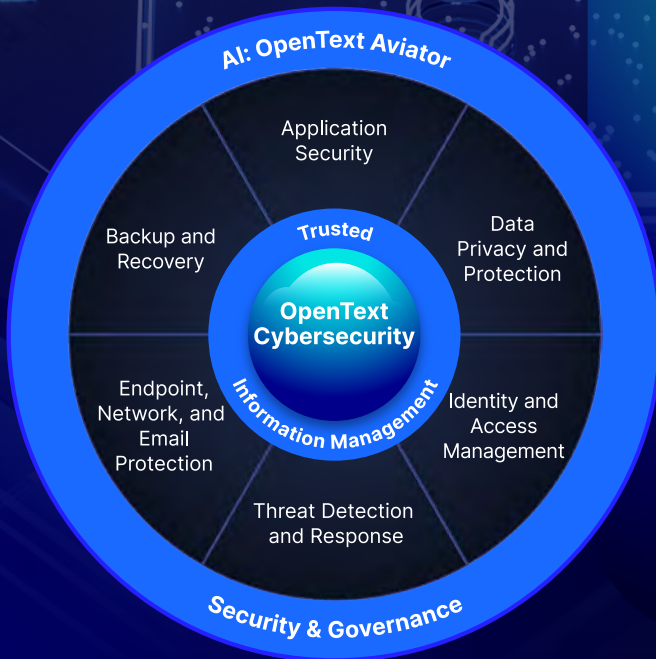 AI: OpenText Aviator
Application
Security
Data
Privacy and
Protection
Identity and
Access
Management
Threat Detection
and Response
Endpoint,
Network, and
Email
Protection
Backup and
Recovery
Trusted
OpenText
Cybersecurity
Information Management
Security & Governance